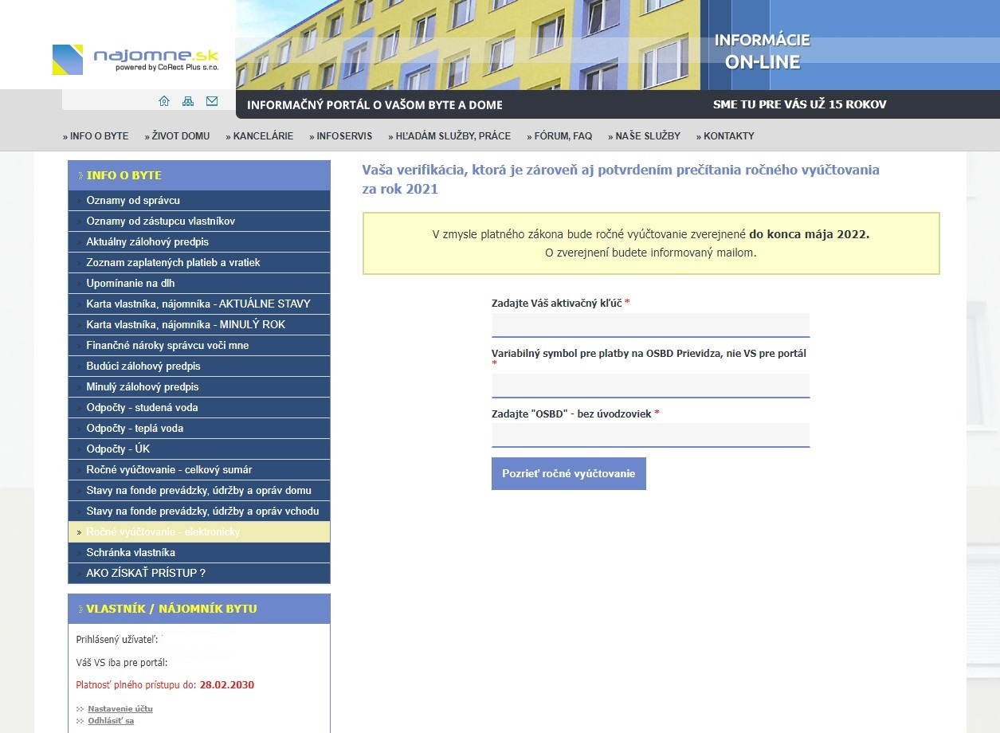 najomne.sk
powered by CoRect Plus s.r.o.
INFORMÁCIE
ON-LINE
INFORMAČNÝ PORTÁL O VAŠOM BYTE A DOME
SME TU PRE VÁS UŽ 15 ROKOV
» INFO O BYTE » ŽIVOT DOMU » KANCELÁRIE » INFOSERVIS » HĽADÁM SLUŽBY, PRÁCE » FÓRUM, FAQ » NAŠE SLUŽBY » KONTAKTY
INFO O BYTE
» Oznamy od správcu
» Oznamy od zástupcu vlastníkov
» Aktuálny zálohový predpis
» Zoznam zaplatených platieb a vratiek
» Upomínanie na dlh
» Karta vlastníka, nájomníka - AKTUÁLNE STAVY
» Karta vlastníka, nájomníka - MINULÝ ROK
» Finančné nároky správcu voči mne
» Budúci zálohový predpis
» Minulý zálohový predpis
» Odpočty - studená voda
» Odpočty - teplá voda
» Odpočty - ÚK
» Ročné vyúčtovanie - celkový sumár
» Stavy na fonde prevádzky, údržby a opráv domu
» Stavy na fonde prevádzky, údržby a opráv vchodu
» Ročné vyúčtovanie - elektronicky
» Schránka vlastníka
» AKO ZÍSKAŤ PRÍSTUP ?
VLASTNÍK / NÁJOMNÍK BYTU
Prihlásený užívateľ:
Váš VS iba pre portál:
Platnosť plného prístupu do: 28.02.2030
Nastavenie účtu
Odhlásiť sa
Vaša verifikácia, ktorá je zároveň aj potvrdením prečítania ročného vyúčtovania
za rok 2021
V zmysle platného zákona bude ročné vyúčtovanie zverejnené do konca mája 2022.
O zverejnení budete informovaný mailom.
Zadajte Váš aktivačný kľúč *
Variabilný symbol pre platby na OSBD Prievidza, nie VS pre portál
*
Zadajte "OSBD" - bez úvodzoviek *
Pozrieť ročné vyúčtovanie